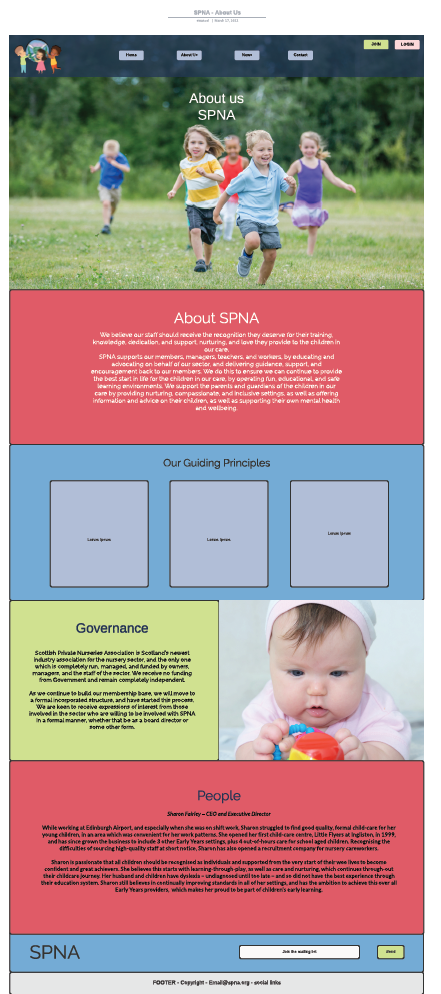 SPNA - About Us
March 17, 2021
JOIN
LOGIN
Home
About Us
News
Contact
About us
SPNA
About SPNA
We believe our staff should receive the recognition they deserve for their training,
knowledge, dedication, and support, nurturing, and love they provide to the children in
our care.
SPNA supports our members, managers, teachers, and workers, by educating and
advocating on behalf of our sector, and delivering guidance, support, and
encouragement back to our members. We do this to ensure we can continue to provide
the best start in life for the children in our care, by operating fun, educational, and safe
learning environments. We support the parents and guardians of the children in our
care by providing nurturing, compassionate, and inclusive settings, as well as offering
information and advice on their children, as well as supporting their own mental health
and wellbeing.
Our Guiding Principles
Lorem Ipsum
Lorem Ipsum
Lorem Ipsum
Governance
Scottish Private Nurseries Association is Scotland's newest
industry association for the nursery sector, and the only one
which is completely run, managed, and funded by owners,
managers, and the staff of the sector. We receive no funding
from Government and remain completely independent.
As we continue to build our membership base, we will move to
a formal incorporated structure, and have started this process.
We are keen to receive expressions of interest from those
involved in the sector who are willing to be involved with SPNA
in a formal manner, whether that be as a board director or
some other form.
People
Sharon Fairley – CEO and Executive Director
While working at Edinburgh Airport, and especially when she was on shift work, Sharon struggled to find good quality, formal child-care for her
young children, in an area which was convenient for her work patterns. She opened her first child-care centre, Little Flyers at Ingliston, in 1999,
and has since grown the business to include 3 other Early Years settings, plus 4 out-of-hours care for school aged children. Recognising the
difficulties of sourcing high-quality staff at short notice, Sharon has also opened a recruitment company for nursery careworkers.
Sharon is passionate that all children should be recognised as individuals and supported from the very start of their wee lives to become
confident and great achievers. She believes this starts with learning-through-play, as well as care and nurturing, which continues through-out
their childcare journey. Her husband and children have dyslexia – undiagnosed until too late – and so did not have the best experience through
their education system. Sharon still believes in continually improving standards in all of her settings, and has the ambition to achieve this over all
Early Years providers, which makes her proud to be part of children's early learning.
SPNA
Join the mailing list
Send
FOOTER - Copyright - Email@spna.org - social links